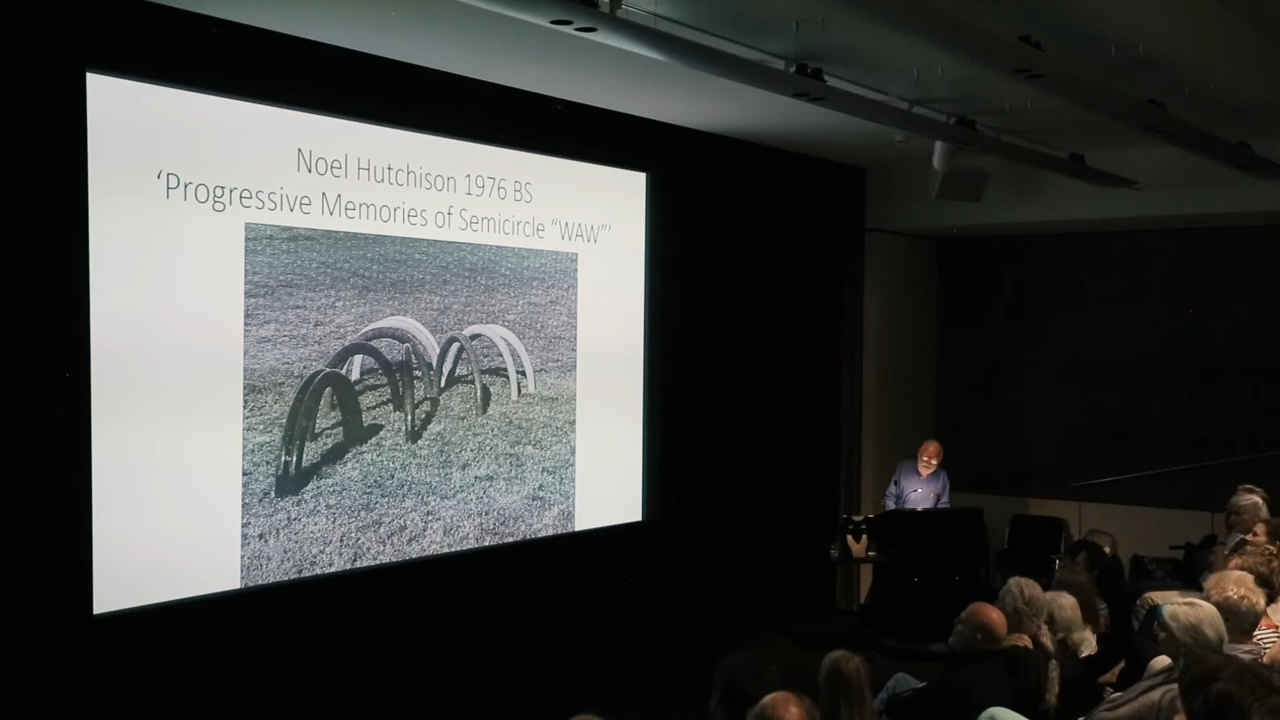 Noel Hutchison 1976 BS
‘Progressive Memories of Semicircle “WAW”’